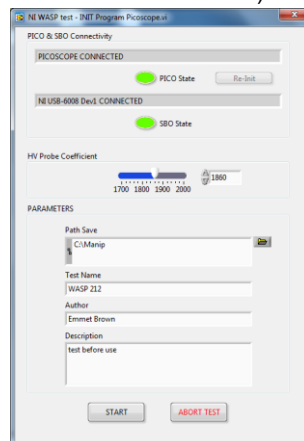 NI WASP test - INIT Program Picoscope.vi
PICO & SBO Connectivity
PICOSCOPE CONNECTED
PICO State
Re-Init
NI USB-6008 Dev1 CONNECTED
SBO State
HV Probe Coefficient
1860
1700 1800 1900 2000
PARAMETERS
Path Save
C:\Manip
Test Name
WASP 212
Author
Emmet Brown
Description
test before use
START
ABORT TEST